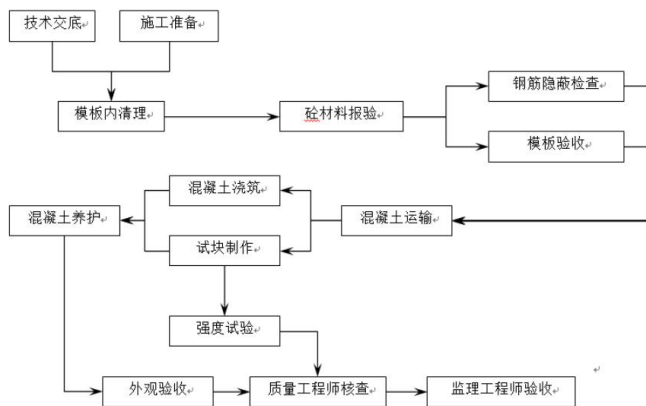 技术交底
施工准备
模板内清理
砼材料报验
钢筋隐蔽检查
模板验收
混凝土浇筑
混凝土养护
试块制作
混凝土运输
强度试验
外观验收
质量工程师核查
监理工程师验收